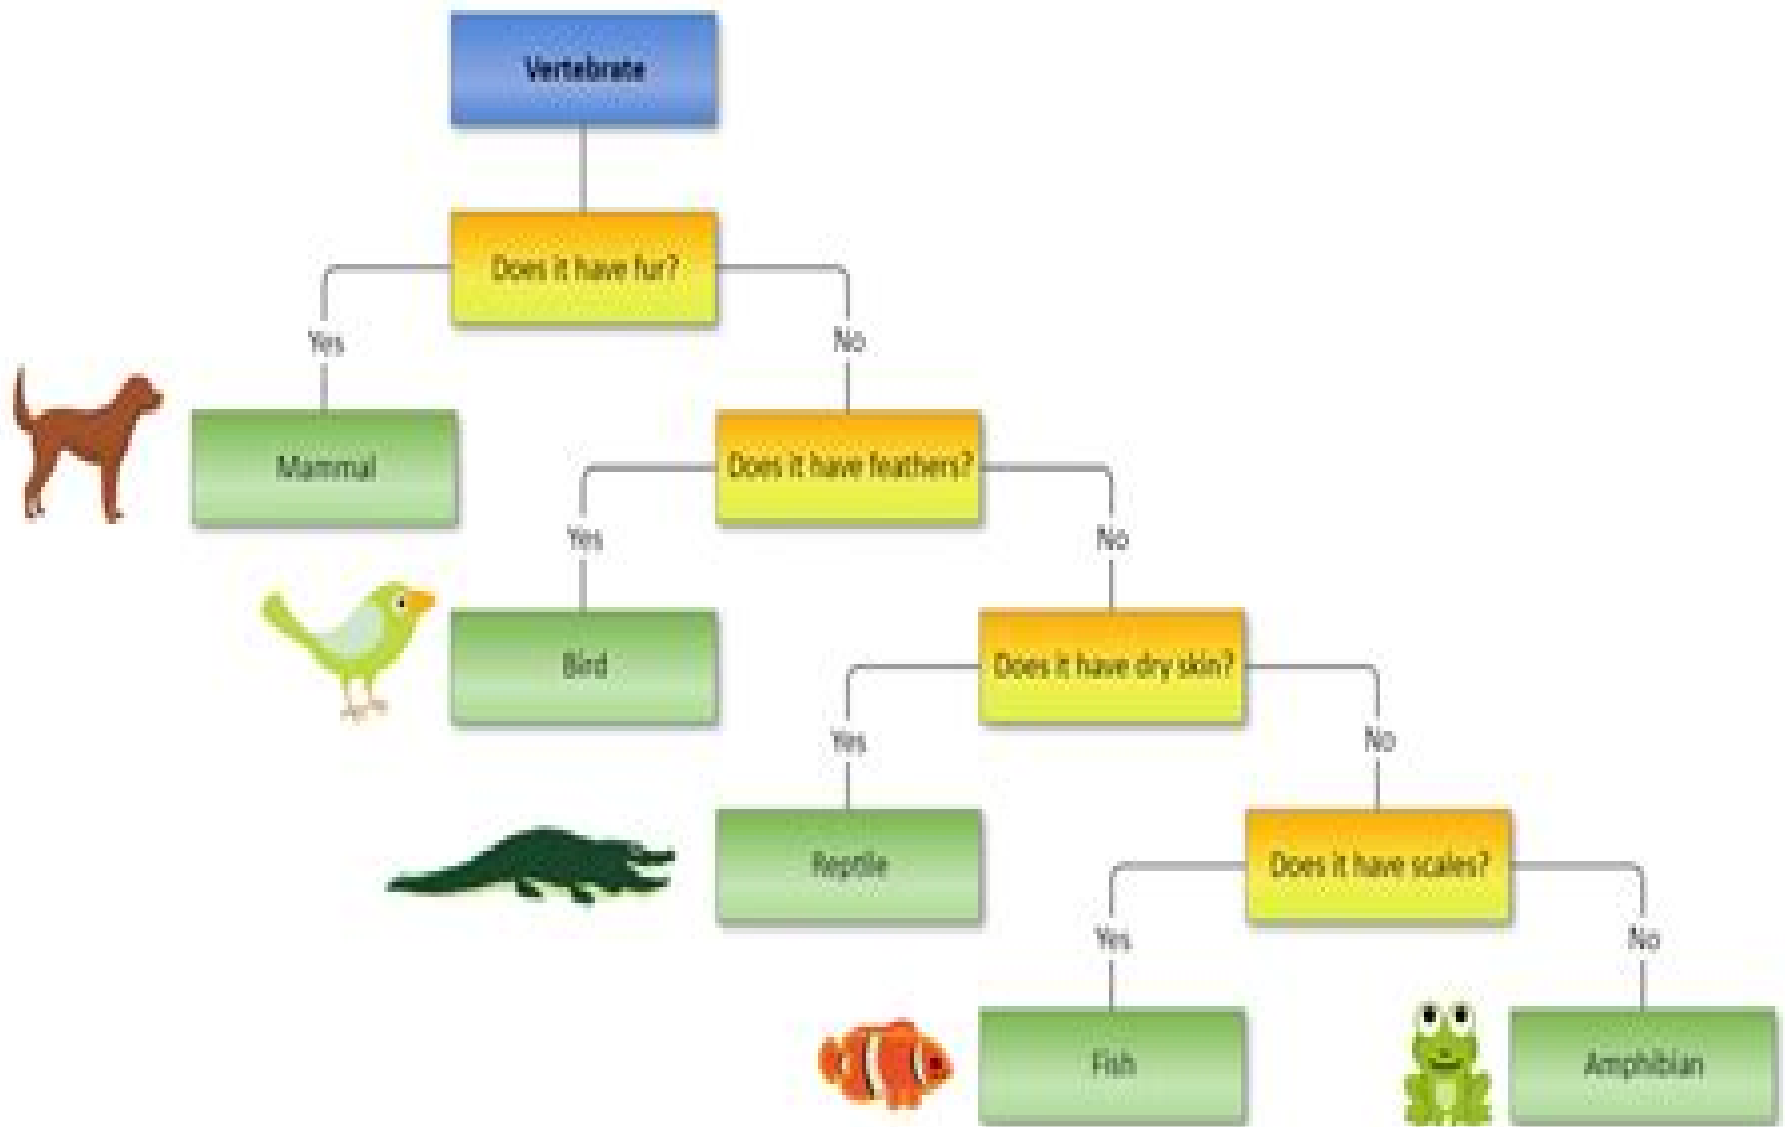 Vertebrate
Does it have fur?
Yes
No
Mammal
Does it have feathers?
Yes
No
Bird
Does it have dry skin?
Yes
No
Reptile
Does it have scales?
Yes
No
Fish
Amphibian